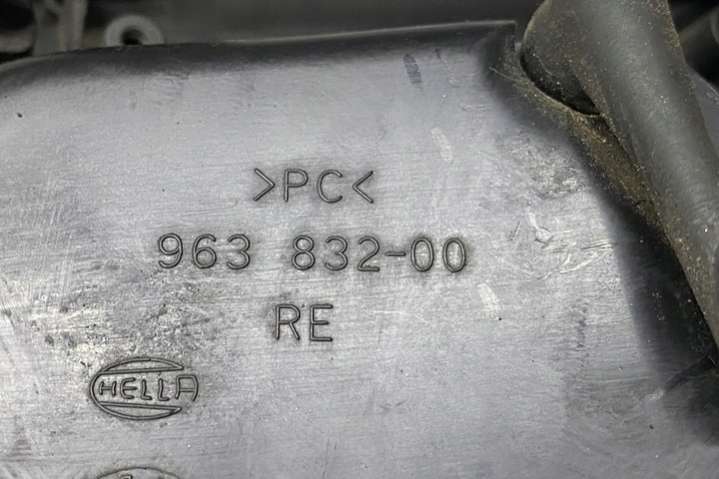 >PC<
963 832-00
RE
HELLA